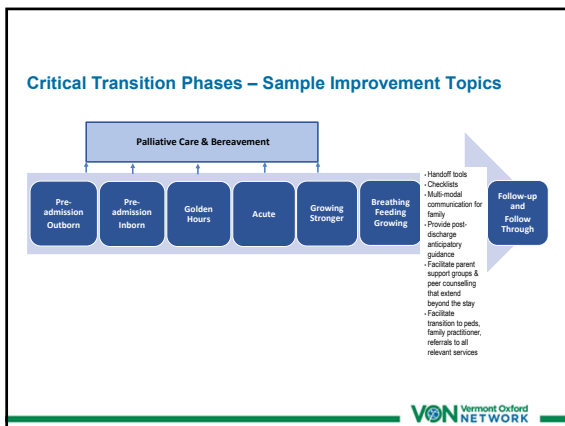 Critical Transition Phases – Sample Improvement Topics
Palliative Care & Bereavement
Pre-
admission
Outborn
Pre-
admission
Inborn
Golden
Hours
Acute
Growing
Stronger
Breathing
Feeding
Growing
- Handoff tools
- Checklists
- Multi-modal
communication for
family
- Provide post-
discharge
anticipatory
guidance
- Facilitate parent
support groups &
peer counselling
that extend
beyond the stay
- Facilitate
transition to peds,
family practitioner,
referrals to all
relevant services
Follow-up
and
Follow
Through
VON Vermont Oxford
NETWORK